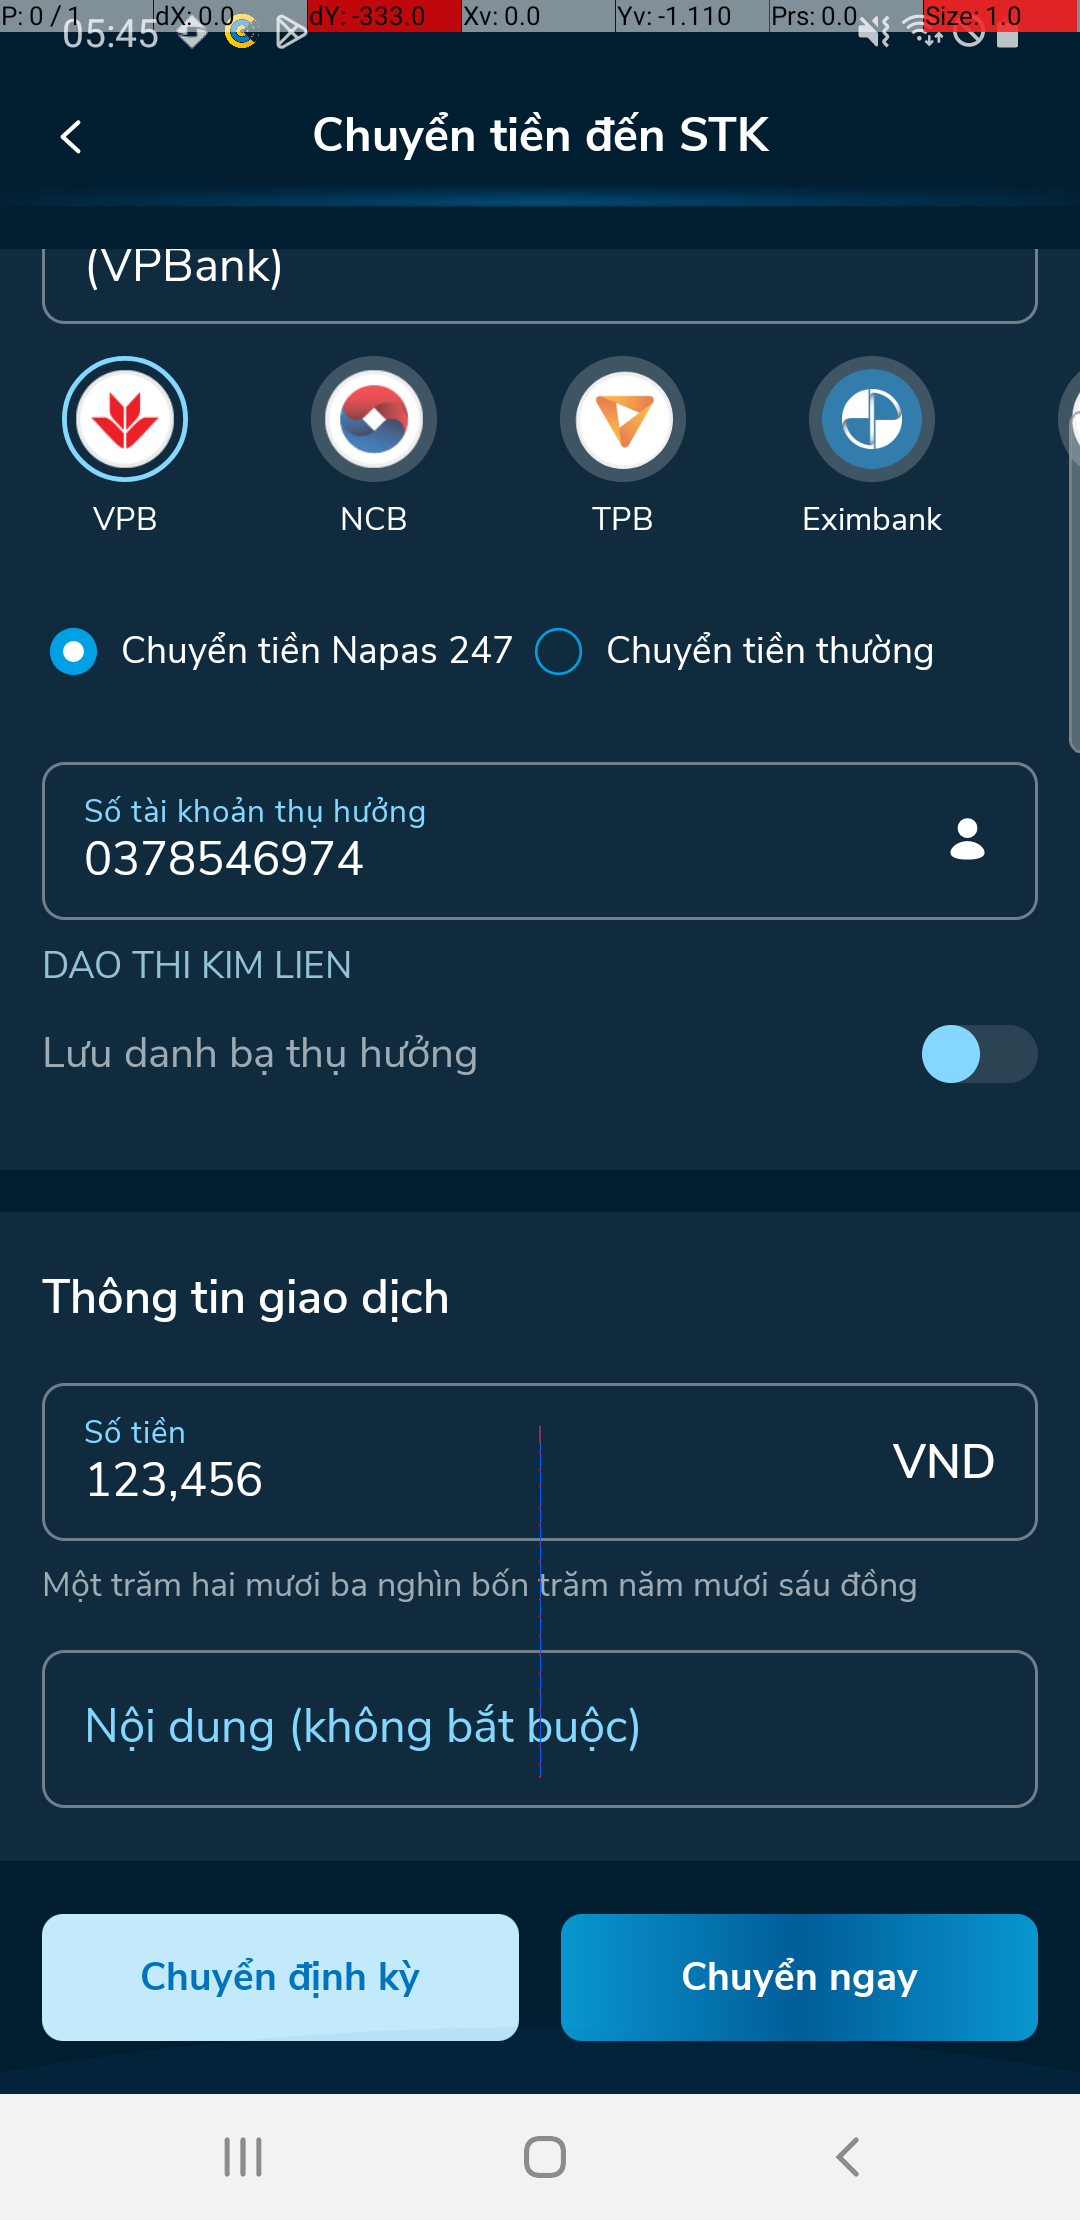 P: 0 / 1 dX: 0.0 dY: -333.0 Xv: 0.0 Yv: -1.110 Prs: 0.0 Size: 1.0
05:45
Chuyển tiền đến STK
(VPBank)
VPB NCB TPB Eximbank
Chuyển tiền Napas 247 Chuyển tiền thường
Số tài khoản thụ hưởng
0378546974
DAO THI KIM LIEN
Lưu danh bạ thụ hưởng
Thông tin giao dịch
Số tiền
123,456 VND
Một trăm hai mươi ba nghìn bốn trăm năm mươi sáu đồng
Nội dung (không bắt buộc)
Chuyển định kỳ Chuyển ngay